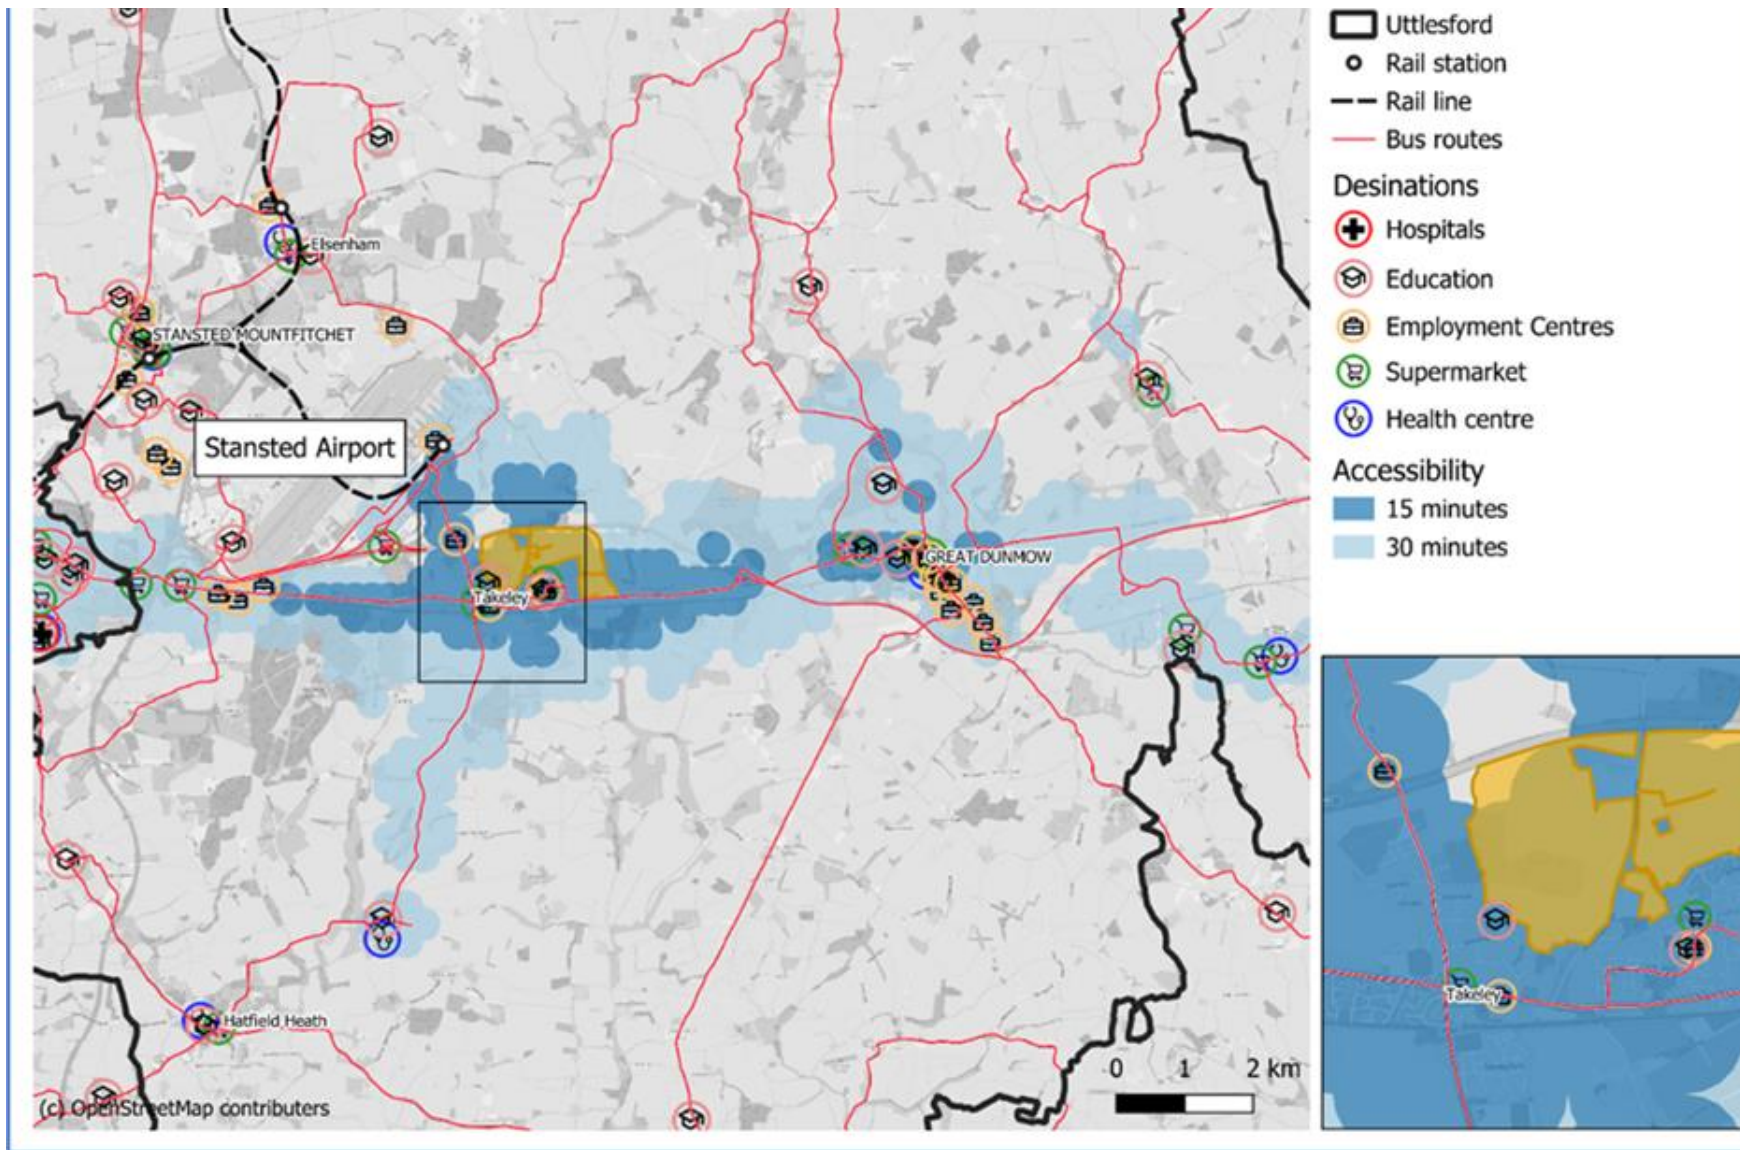 Elsenham
STANSTED MOUNTFITCHET
Stansted Airport
GREAT DUNMOW
Takeley
Hatfield Heath
0 1 2 km
(c) OpenStreetMap contributors
Uttlesford
Rail station
Rail line
Bus routes
Desinations
Hospitals
Education
Employment Centres
Supermarket
Health centre
Accessibility
15 minutes
30 minutes
Takeley